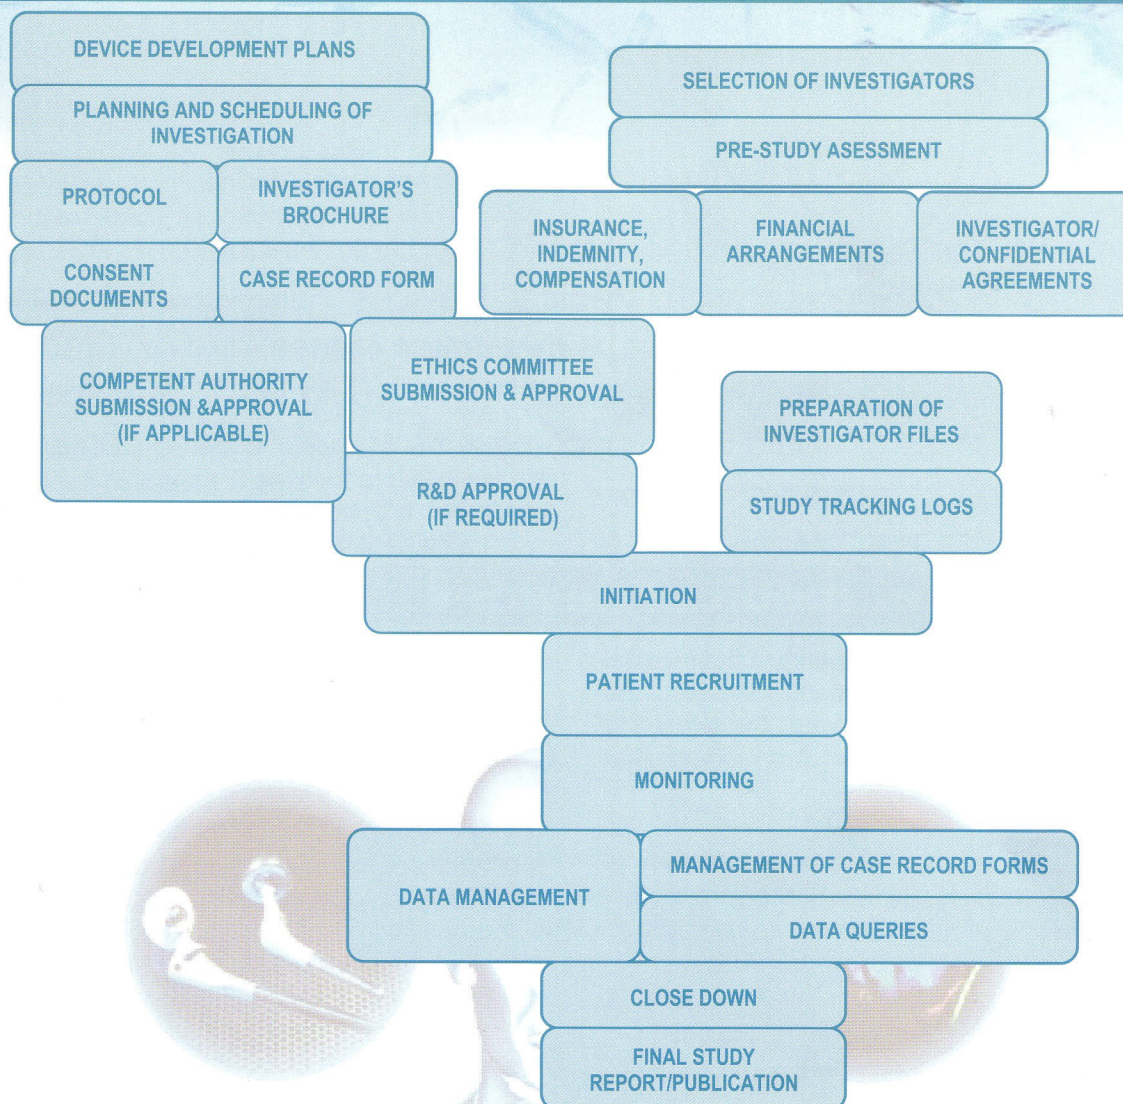 DEVICE DEVELOPMENT PLANS
PLANNING AND SCHEDULING OF
INVESTIGATION
PROTOCOL
INVESTIGATOR'S
BROCHURE
CONSENT
DOCUMENTS
CASE RECORD FORM
COMPETENT AUTHORITY
SUBMISSION &APPROVAL
(IF APPLICABLE)
ETHICS COMMITTEE
SUBMISSION & APPROVAL
R&D APPROVAL
(IF REQUIRED)
SELECTION OF INVESTIGATORS
PRE-STUDY ASESSMENT
INSURANCE,
INDEMNITY,
COMPENSATION
FINANCIAL
ARRANGEMENTS
INVESTIGATOR/
CONFIDENTIAL
AGREEMENTS
PREPARATION OF
INVESTIGATOR FILES
STUDY TRACKING LOGS
INITIATION
PATIENT RECRUITMENT
MONITORING
DATA MANAGEMENT
MANAGEMENT OF CASE RECORD FORMS
DATA QUERIES
CLOSE DOWN
FINAL STUDY
REPORT/PUBLICATION